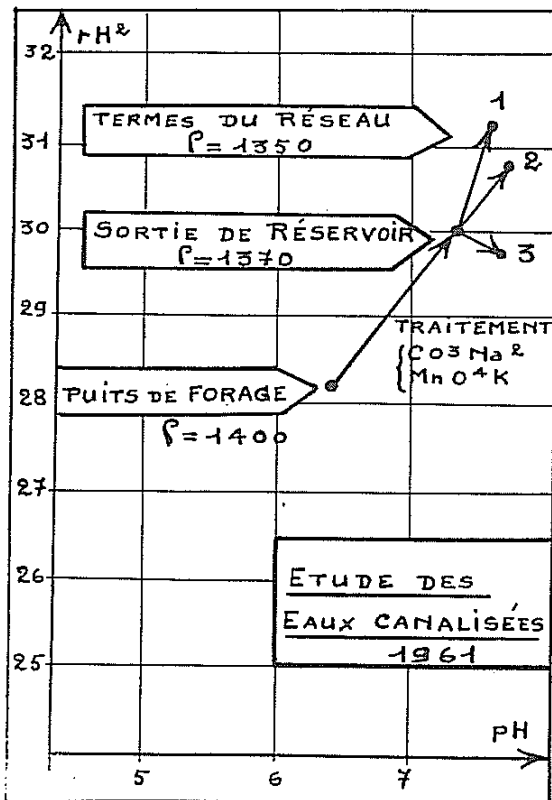 rH²
32
1
TERMES DU RÉSEAU
31
ρ=1350
2
30
SORTIE DE RÉSERVOIR
ρ=1370
3
29
TRAITEMENT
CO³Na²
MnO⁴K
28
PUITS DE FORAGE
ρ=1400
27
26
ETUDE DES
EAUX CANALISÉES
1961
25
pH
5
6
7